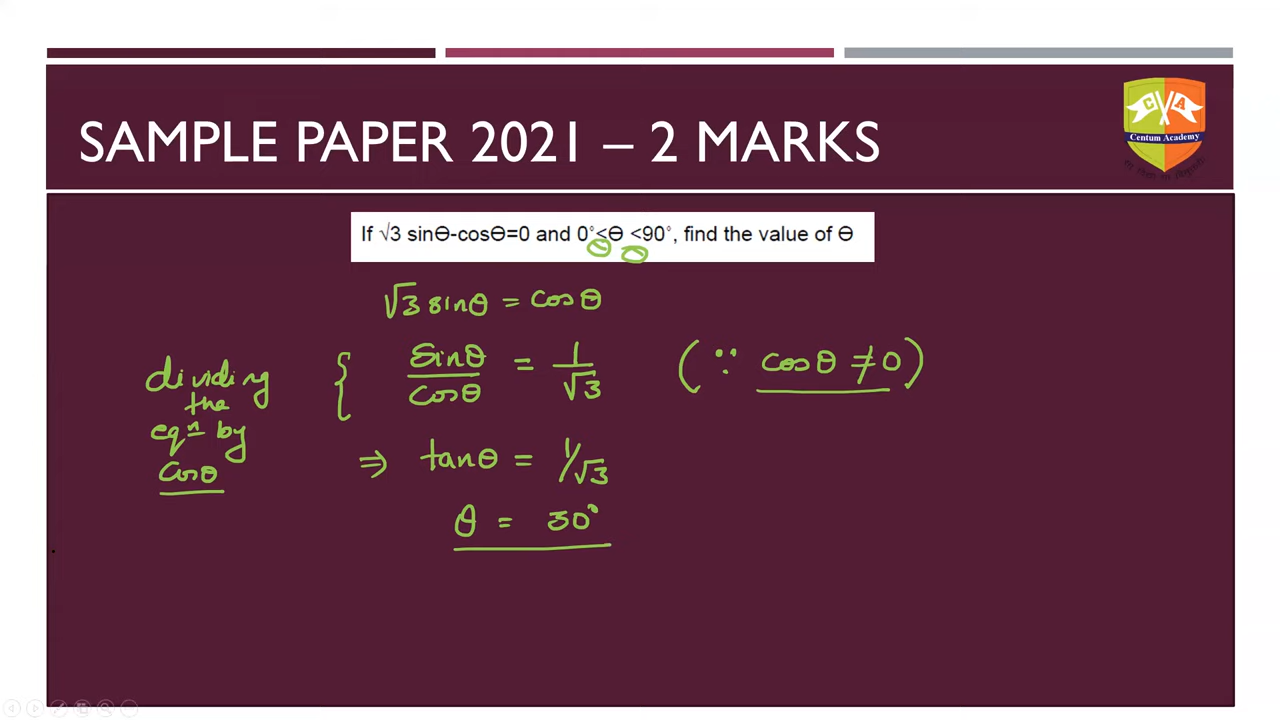 SAMPLE PAPER 2021 – 2 MARKS
C A
Centum Academy
If √3 sinΘ-cosΘ=0 and 0˚<Θ <90˚, find the value of Θ
√3 sinθ = cosθ
sinθ/cosθ = 1/√3 (∵ cosθ ≠ 0)
dividing
the
eqⁿ by
cosθ
⇒ tanθ = 1/√3
θ = 30°